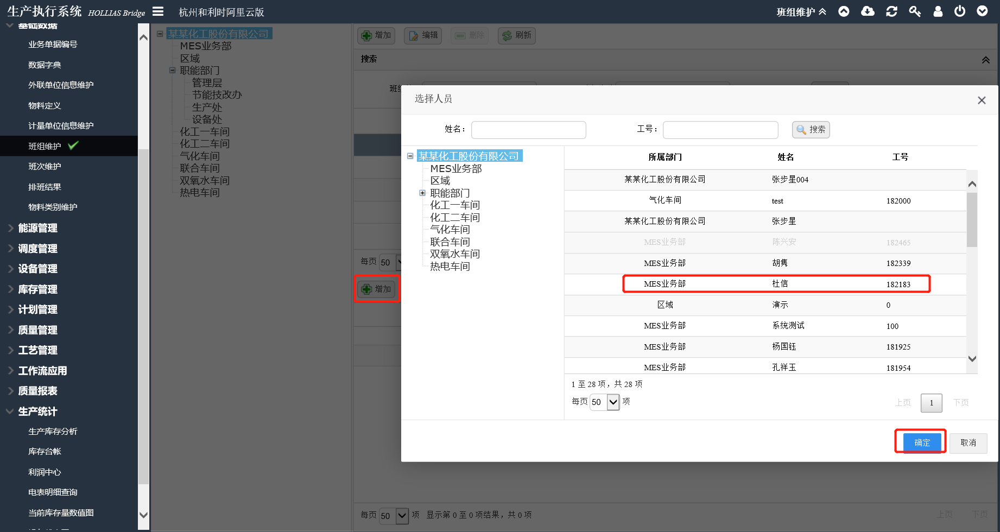 生产执行系统 HOLLIAS Bridge 杭州和利时阿里云版 班组维护
基础数据
业务单据编号
数据字典
外联单位信息维护
物料定义
计量单位信息维护
班组维护
班次维护
排班结果
物料类别维护
能源管理
调度管理
设备管理
库存管理
计划管理
质量管理
工艺管理
工作流应用
质量报表
生产统计
生产库存分析
库存台帐
利润中心
电表明细查询
当前库存量数值图
某某化工股份有限公司
MES业务部
区域
职能部门
管理层
节能技改办
生产处
设备处
化工一车间
化工二车间
气化车间
联合车间
双氧水车间
热电车间
增加 编辑 删除 刷新
搜索
每页 50
增加
选择人员
姓名： 工号： 搜索
某某化工股份有限公司
MES业务部
区域
职能部门
化工一车间
化工二车间
气化车间
联合车间
双氧水车间
热电车间
所属部门 姓名 工号
某某化工股份有限公司 张步星004
气化车间 test 182000
某某化工股份有限公司 张步星
MES业务部 陈兴安 182465
MES业务部 胡隽 182339
MES业务部 杜信 182183
区域 演示 0
MES业务部 系统测试 100
MES业务部 杨国钰 181925
MES业务部 孔祥玉 181954
1 至 28 项，共 28 项
每页 50 项 上页 1 下页
确定 取消
每页 50 项 显示第 0 至 0 项结果，共 0 项 上页 下页